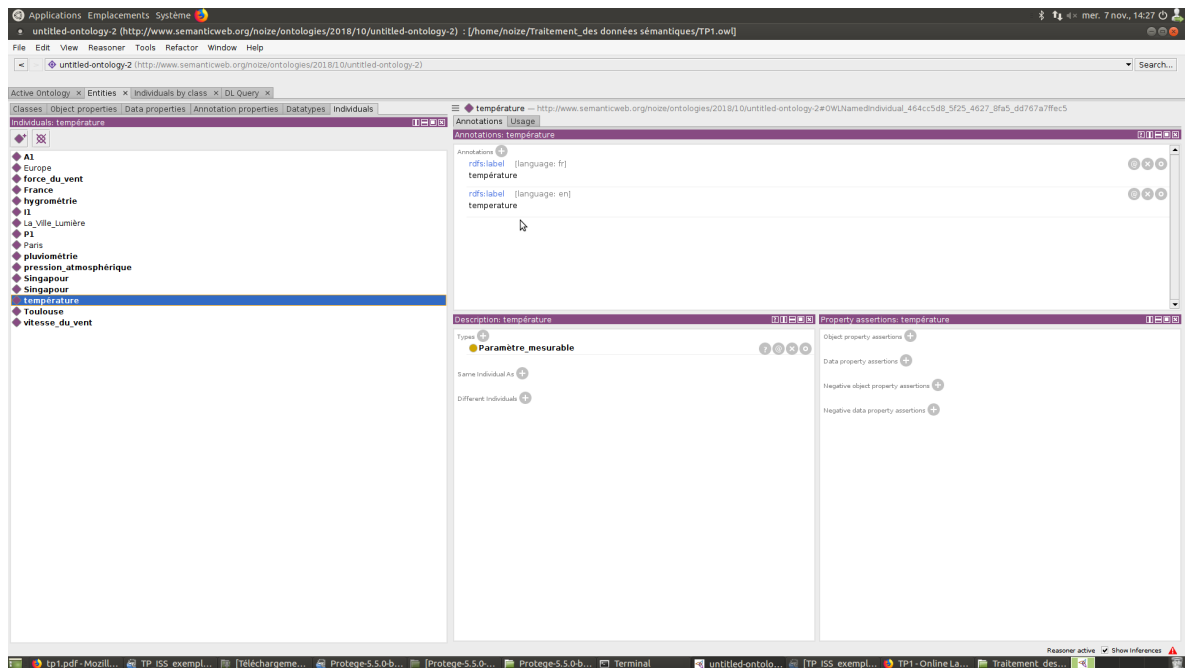 Applications Emplacements Système mer. 7 nov., 14:27
untitled-ontology-2 (http://www.semanticweb.org/noize/ontologies/2018/10/untitled-ontology-2) : [/home/noize/Traitement_des données sémantiques/TP1.owl]
File Edit View Reasoner Tools Refactor Window Help
< untitled-ontology-2 (http://www.semanticweb.org/noize/ontologies/2018/10/untitled-ontology-2) Search...
Active Ontology × Entities × Individuals by class × DL Query ×
Classes Object properties Data properties Annotation properties Datatypes Individuals
Individuals: température
A1
Europe
force_du_vent
France
hygrométrie
I1
La_Ville_Lumière
P1
Paris
pluviométrie
pression_atmosphérique
Singapour
Singapour
température
Toulouse
vitesse_du_vent
température — http://www.semanticweb.org/noize/ontologies/2018/10/untitled-ontology-2#OWLNamedIndividual_464cc5d8_5f25_4627_8fa5_dd767a7ffec5
Annotations Usage
Annotations: température
Annotations
rdfs:label [language: fr]
température
rdfs:label [language: en]
temperature
Description: température
Types
Paramètre_mesurable
Same Individual As
Different Individuals
Property assertions: température
Object property assertions
Data property assertions
Negative object property assertions
Negative data property assertions
Reasoner active Show Inferences
tp1.pdf - Mozill... TP ISS exempl... [Téléchargeme... Protege-5.5.0-b... [Protege-5.5.0-... Protege-5.5.0-b... Terminal untitled-ontolo... [TP ISS exempl... TP1 - Online La... Traitement des...